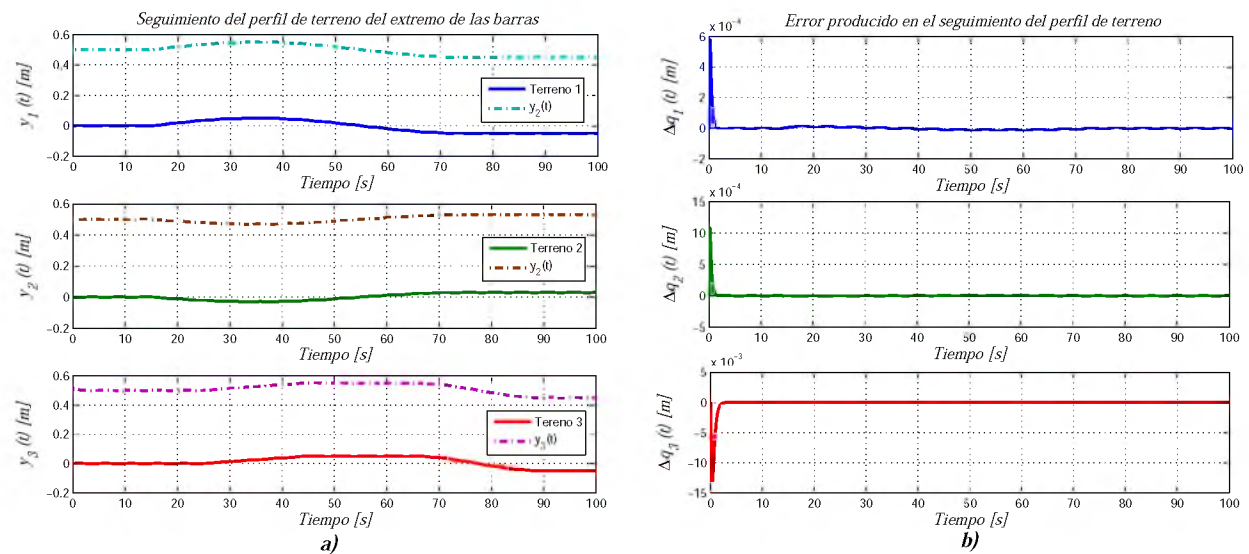 Seguimiento del perfil de terreno del extremo de las barras
0.6
0.4
0.2
0
−0.2
y1 (t) [m]
Terreno 1
y2(t)
0 10 20 30 40 50 60 70 80 90 100
Tiempo [s]
0.6
0.4
0.2
0
−0.2
y2 (t) [m]
Terreno 2
y2(t)
0 10 20 30 40 50 60 70 80 90 100
Tiempo [s]
0.6
0.4
0.2
0
−0.2
y3 (t) [m]
Tereno 3
y3(t)
0 10 20 30 40 50 60 70 80 90 100
Tiempo [s]
a)
Error producido en el seguimiento del perfil de terreno
x 10−4
6
4
2
0
−2
Δq1 (t) [m]
0 10 20 30 40 50 60 70 80 90 100
Tiempo [s]
x 10−4
15
10
5
0
−5
Δq2 (t) [m]
0 10 20 30 40 50 60 70 80 90 100
Tiempo [s]
x 10−3
5
0
−5
−10
−15
Δq3 (t) [m]
0 10 20 30 40 50 60 70 80 90 100
Tiempo [s]
b)